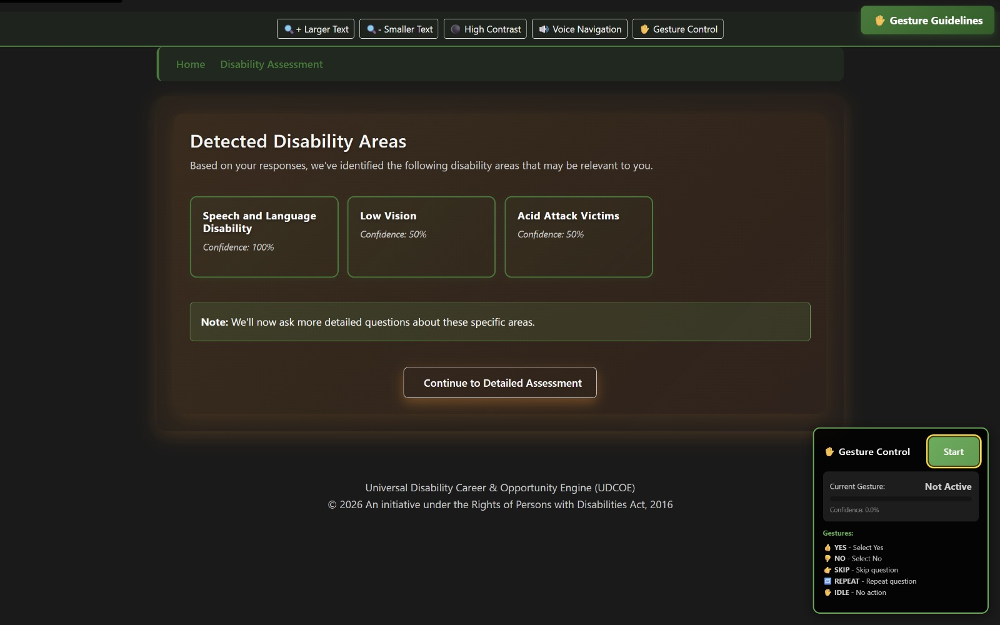 + Larger Text
- Smaller Text
High Contrast
Voice Navigation
Gesture Control
Gesture Guidelines
Home
Disability Assessment
Detected Disability Areas
Based on your responses, we've identified the following disability areas that may be relevant to you.
Speech and Language
Disability
Confidence: 100%
Low Vision
Confidence: 50%
Acid Attack Victims
Confidence: 50%
Note: We'll now ask more detailed questions about these specific areas.
Continue to Detailed Assessment
Universal Disability Career & Opportunity Engine (UDCOE)
© 2026 An initiative under the Rights of Persons with Disabilities Act, 2016
Gesture Control
Start
Current Gesture:
Not Active
Confidence: 0.0%
Gestures:
YES - Select Yes
NO - Select No
SKIP - Skip question
REPEAT - Repeat question
IDLE - No action